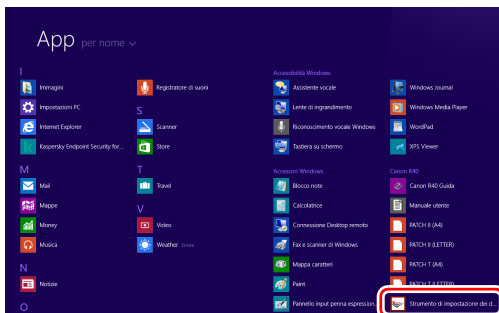 App per nome
I
Immagini
Impostazioni PC
Internet Explorer
Kaspersky Endpoint Security for...
M
Mail
Mappe
Money
Musica
N
Notizie
O
Registratore di suoni
S
Scanner
Store
T
Travel
V
Video
Weather Errore
Accessibilità Windows
Assistente vocale
Lente di ingrandimento
Riconoscimento vocale Windows
Tastiera su schermo
Accessori Windows
Blocco note
Calcolatrice
Connessione Desktop remoto
Fax e scanner di Windows
Mappa caratteri
Paint
Pannello input penna espression...
Windows Journal
Windows Media Player
WordPad
XPS Viewer
Canon R40
Canon R40 Guida
Manuale utente
PATCH II (A4)
PATCH II (LETTER)
PATCH T (A4)
PATCH T (LETTER)
Strumento di impostazione dei d...